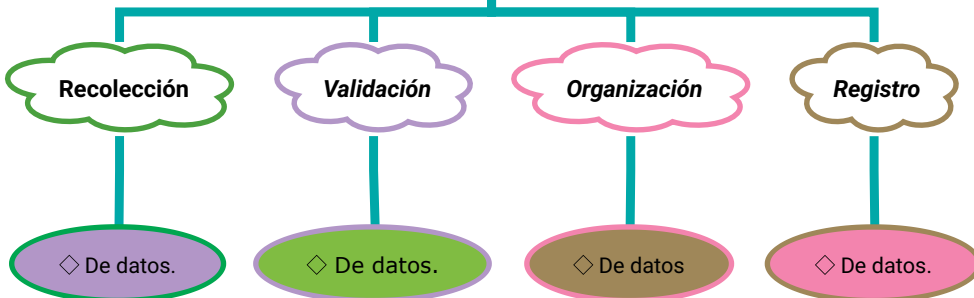 Recolección
Validación
Organización
Registro
◇ De datos.
◇ De datos.
◇ De datos
◇ De datos.